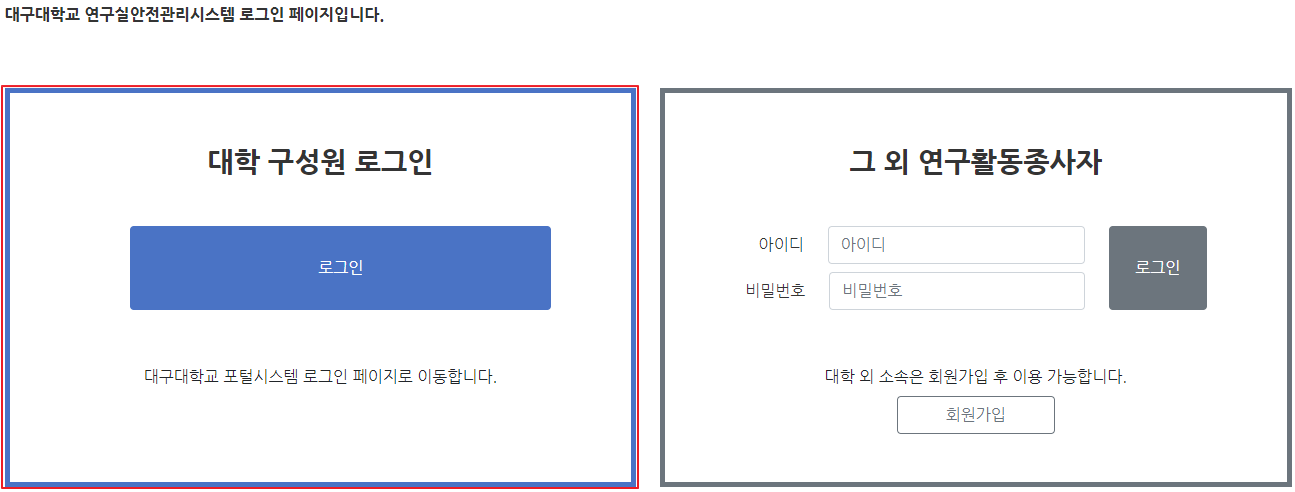 대구대학교 연구실안전관리시스템 로그인 페이지입니다.
대학 구성원 로그인
로그인
대구대학교 포털시스템 로그인 페이지로 이동합니다.
그 외 연구활동종사자
아이디 아이디
비밀번호 비밀번호
로그인
대학 외 소속은 회원가입 후 이용 가능합니다.
회원가입